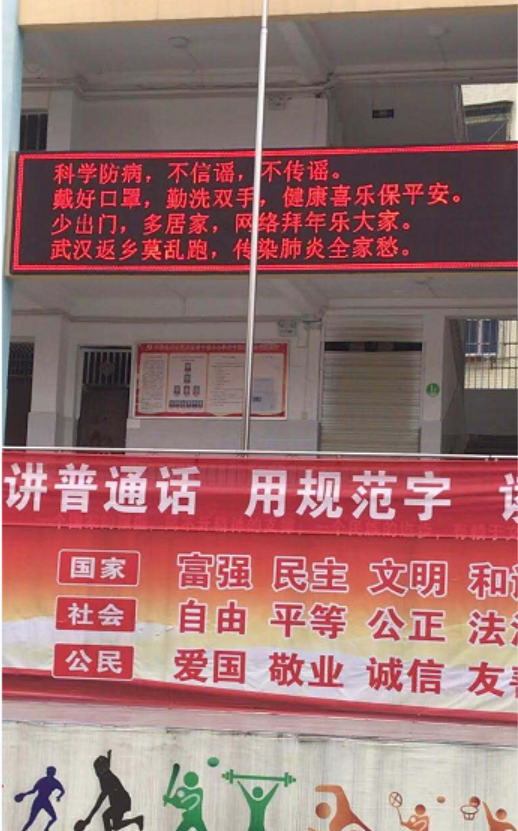 科学防病，不信谣，不传谣。
戴好口罩，勤洗双手，健康喜乐保平安。
少出门，多居家，网络拜年乐大家。
武汉返乡莫乱跑，传染肺炎全家愁。
讲普通话 用规范字
国家 富强 民主 文明 和
社会 自由 平等 公正 法
公民 爱国 敬业 诚信 友